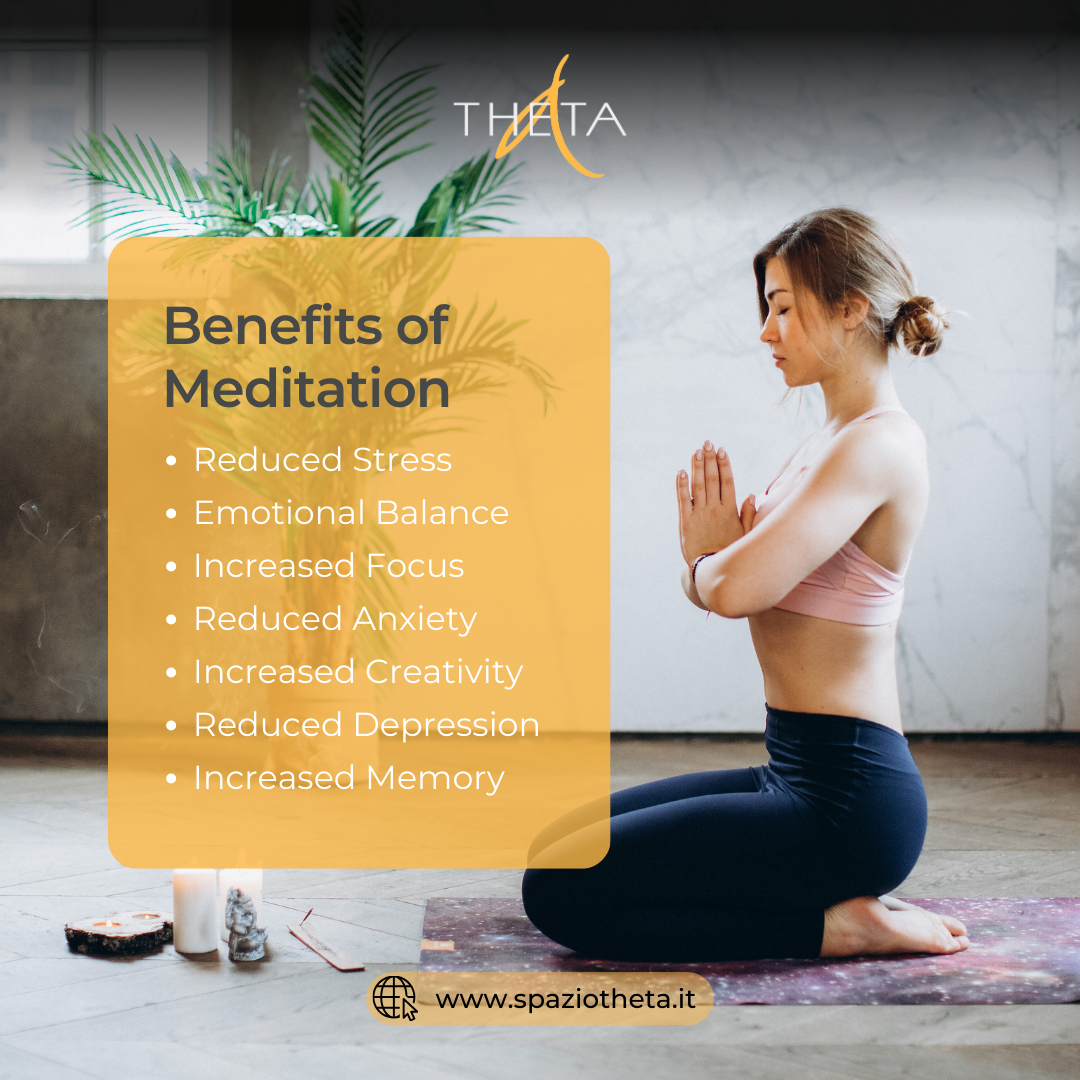 THETA
Benefits of
Meditation
• Reduced Stress
• Emotional Balance
• Increased Focus
• Reduced Anxiety
• Increased Creativity
• Reduced Depression
• Increased Memory
www.spaziotheta.it